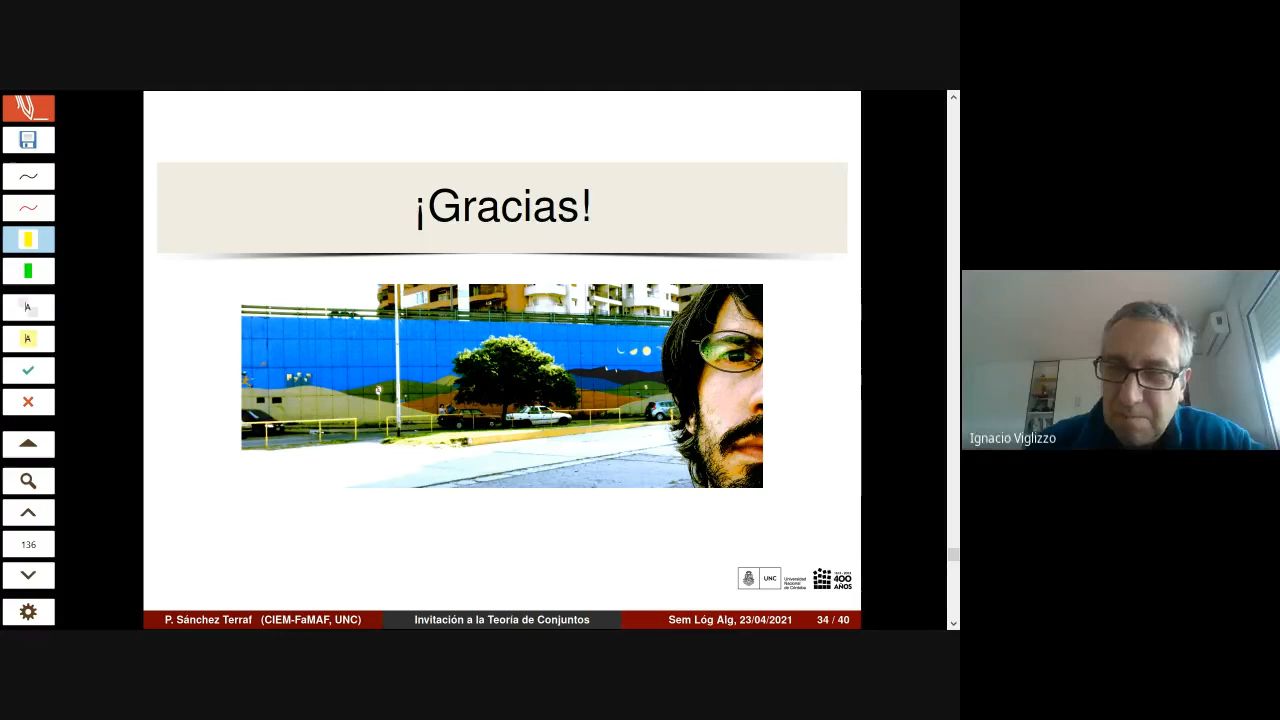 ¡Gracias!
136
UNC
Universidad
Nacional
de Córdoba
400
AÑOS
P. Sánchez Terraf (CIEM-FaMAF, UNC)
Invitación a la Teoría de Conjuntos
Sem Lóg Alg, 23/04/2021
34 / 40
Ignacio Viglizzo